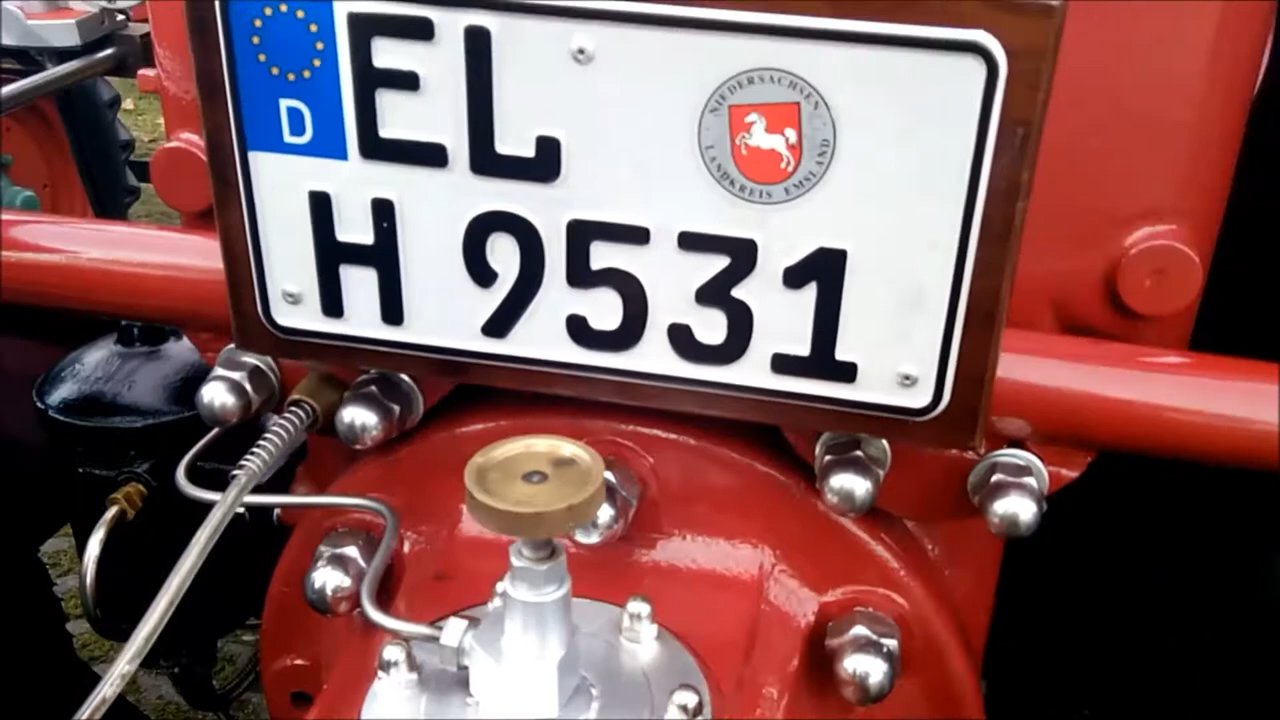 D
EL
NIEDERSACHSEN
LANDKREIS EMSLAND
H 9531